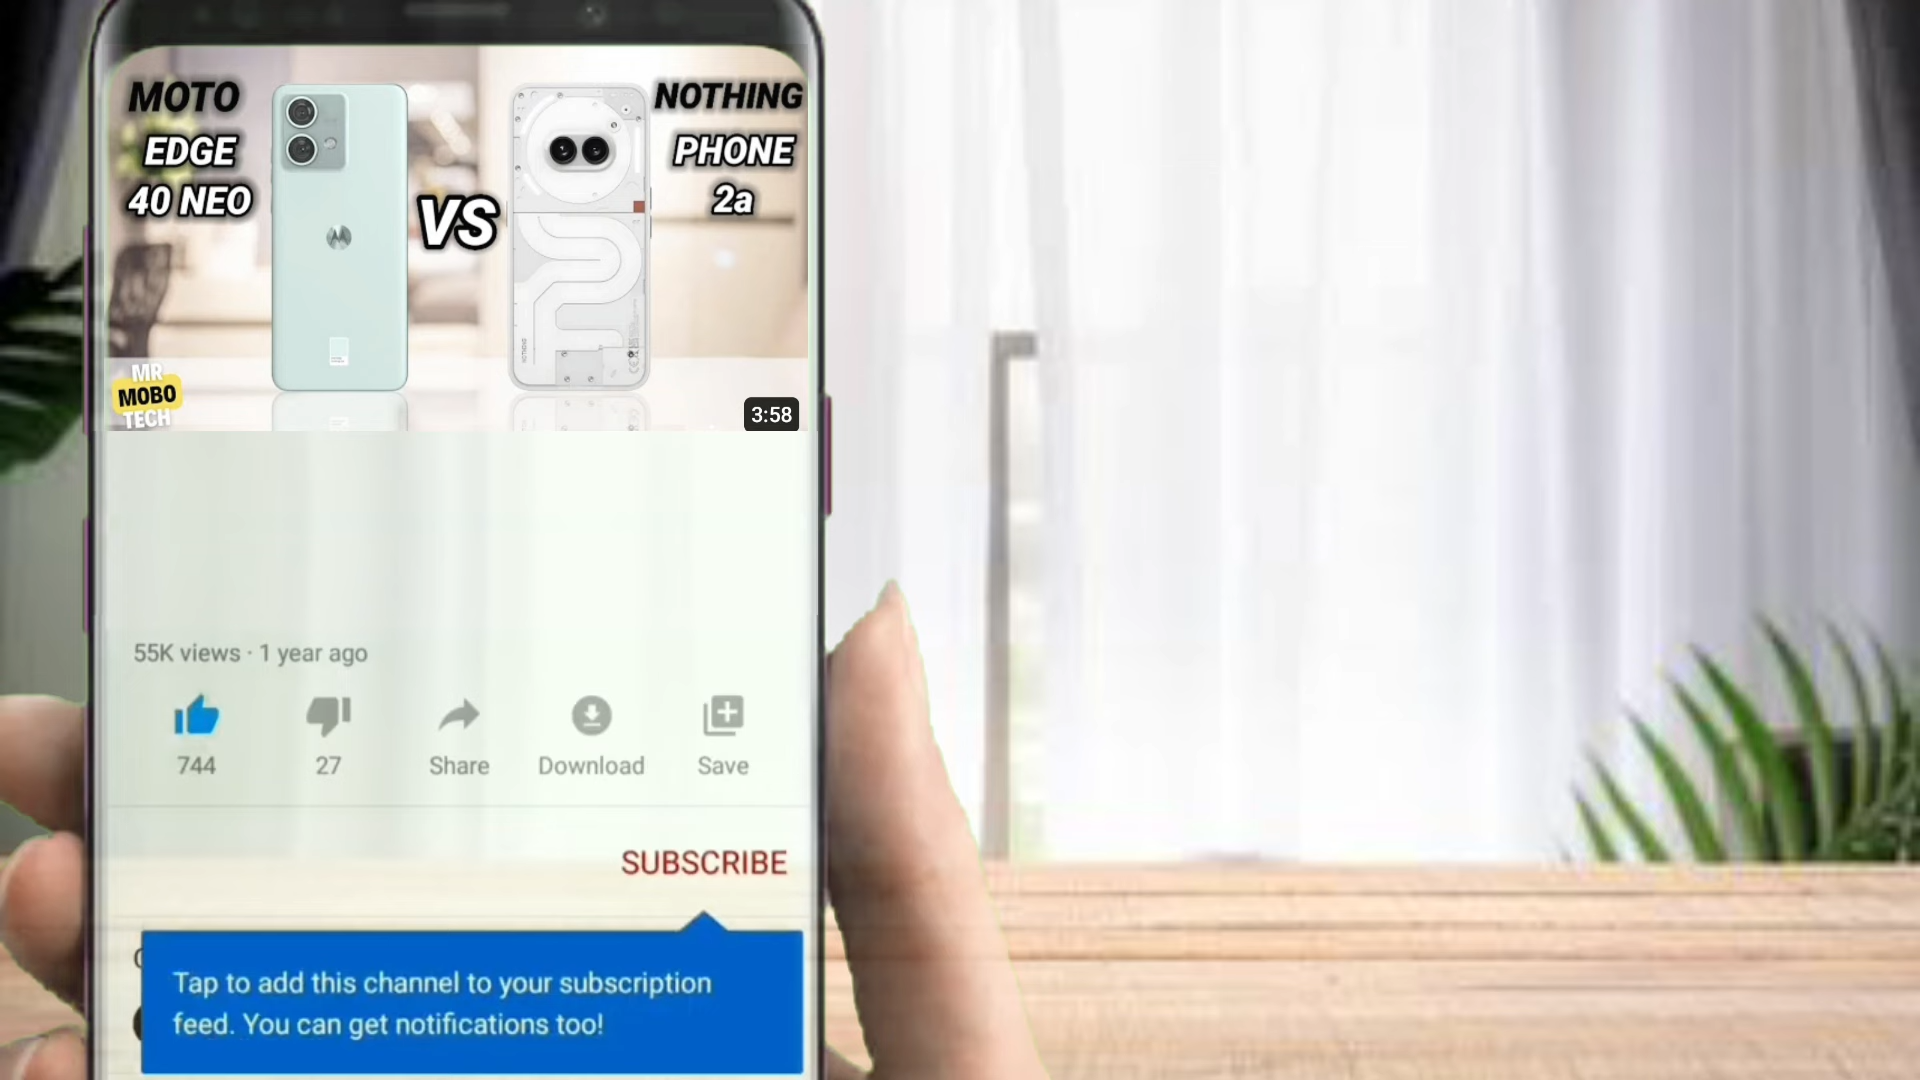 MOTO
EDGE
40 NEO
VS
NOTHING
PHONE
2a
MR
MOBO
TECH
3:58
55K views · 1 year ago
744
27
Share
Download
Save
SUBSCRIBE
Tap to add this channel to your subscription
feed. You can get notifications too!